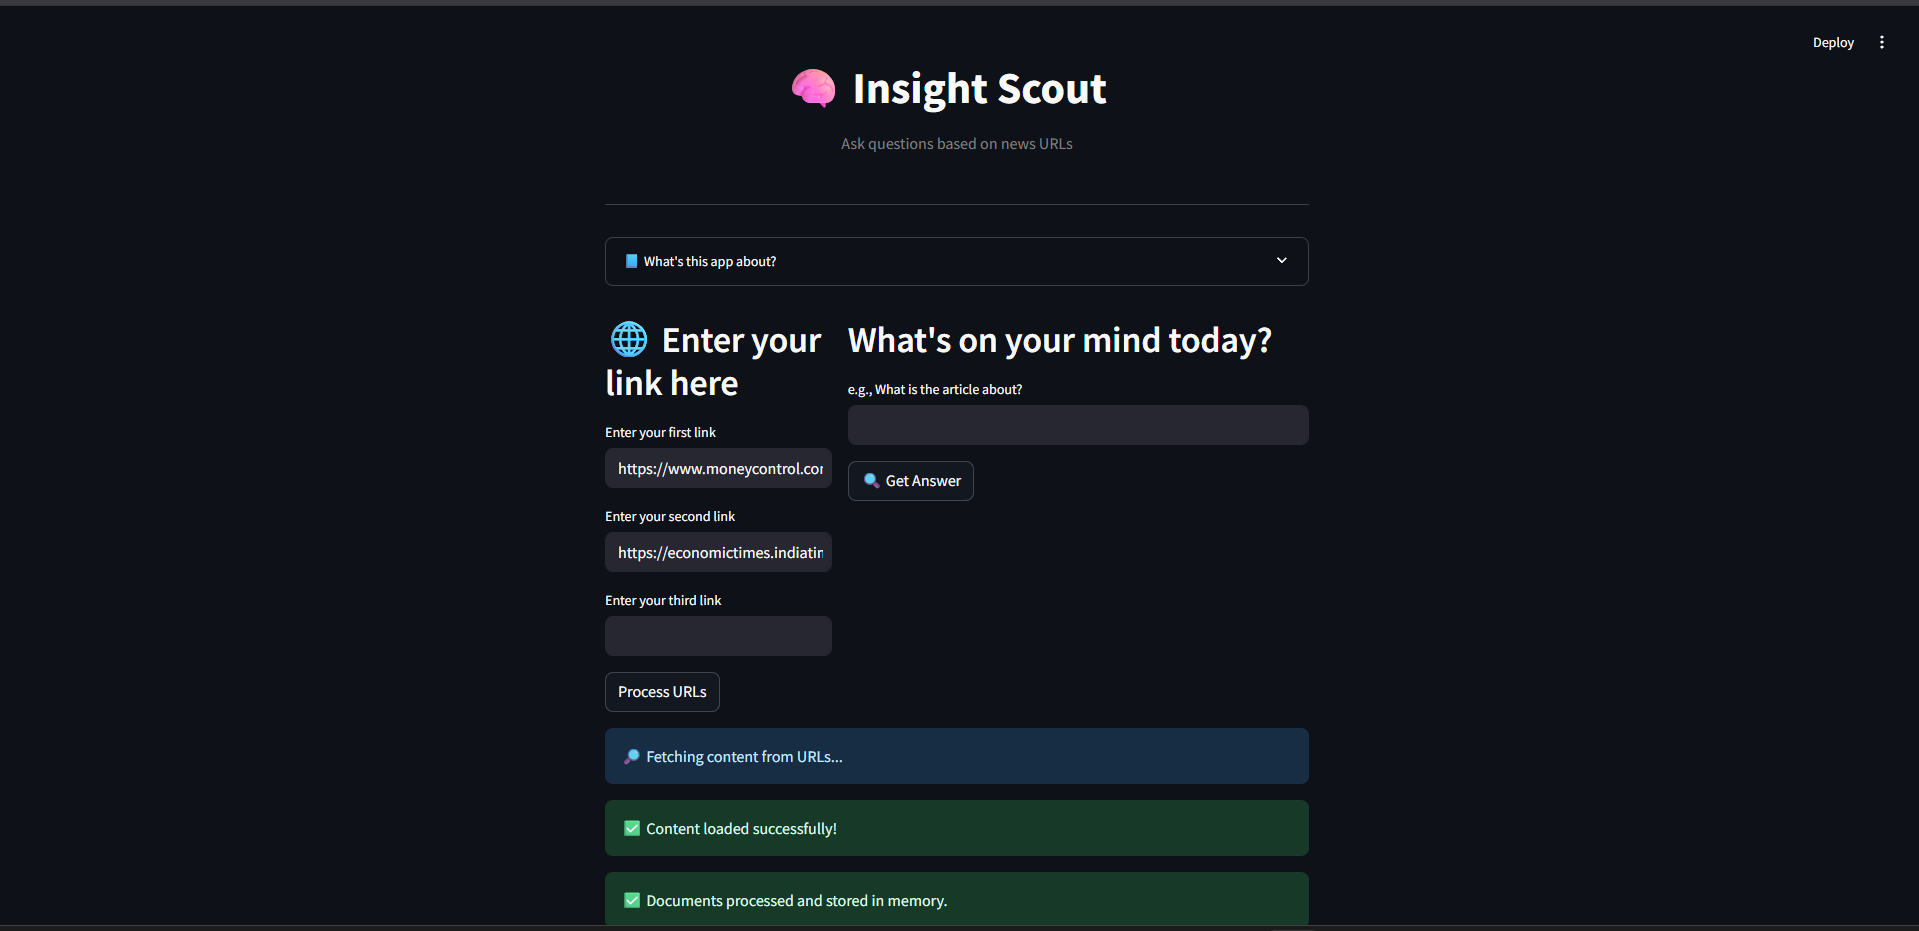 Deploy
Insight Scout
Ask questions based on news URLs
What's this app about?
Enter your
link here
Enter your first link
https://www.moneycontrol.co
Enter your second link
https://economictimes.indiatin
Enter your third link
Process URLs
What's on your mind today?
e.g., What is the article about?
Get Answer
Fetching content from URLs...
Content loaded successfully!
Documents processed and stored in memory.